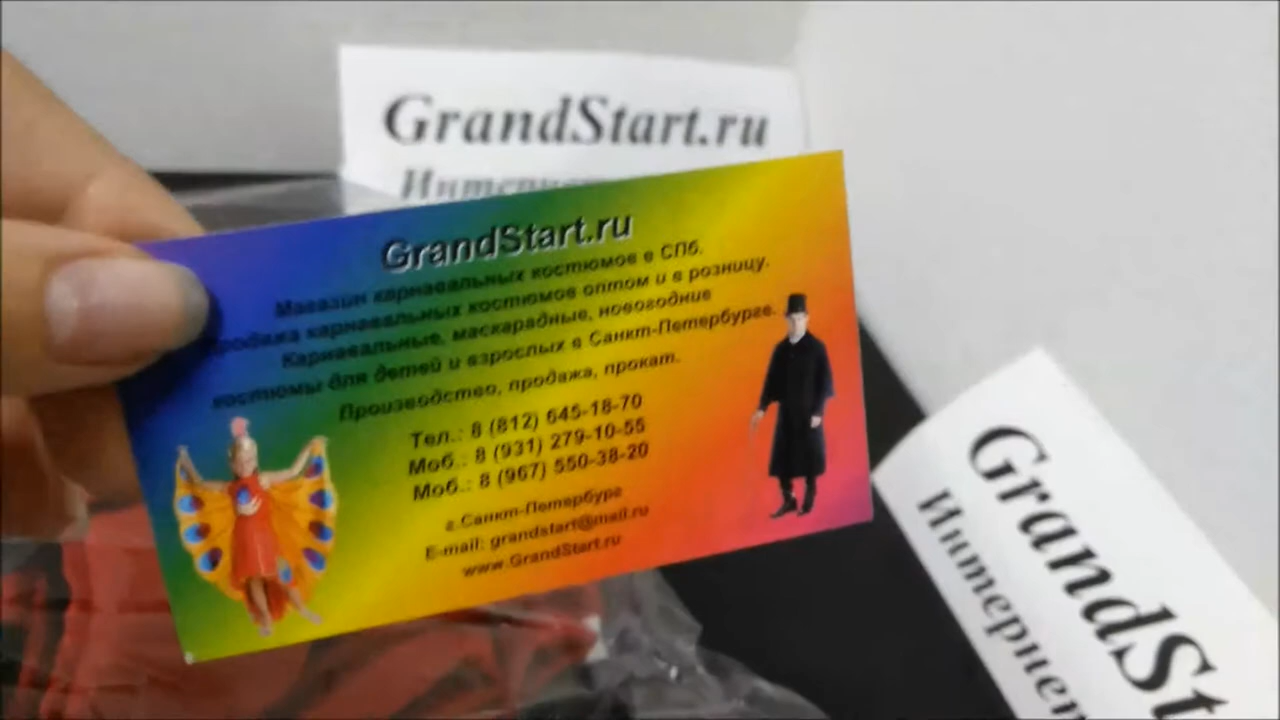 GrandStart.ru
Интернет
GrandStart.ru
Магазин карнавальных костюмов в СПб.
Продажа карнавальных костюмов оптом и в розницу.
Карнавальные, маскарадные, новогодние
костюмы для детей и взрослых в Санкт-Петербурге.
Производство, продажа, прокат.
Тел.: 8 (812) 645-18-70
Моб.: 8 (931) 279-10-55
Моб.: 8 (967) 550-38-20
г.Санкт-Петербург
E-mail: grandstart@mail.ru
www.GrandStart.ru
GrandSt
Интернет